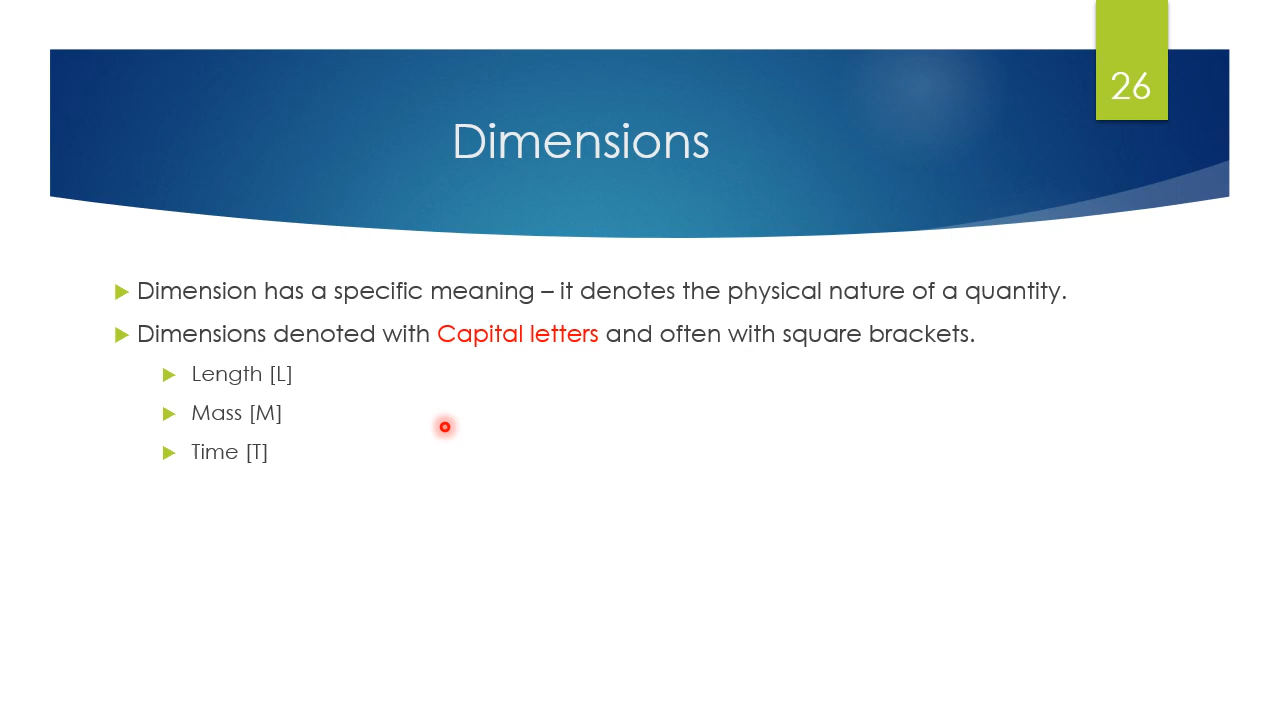 26
Dimensions
Dimension has a specific meaning – it denotes the physical nature of a quantity.
Dimensions denoted with Capital letters and often with square brackets.
Length [L]
Mass [M]
Time [T]